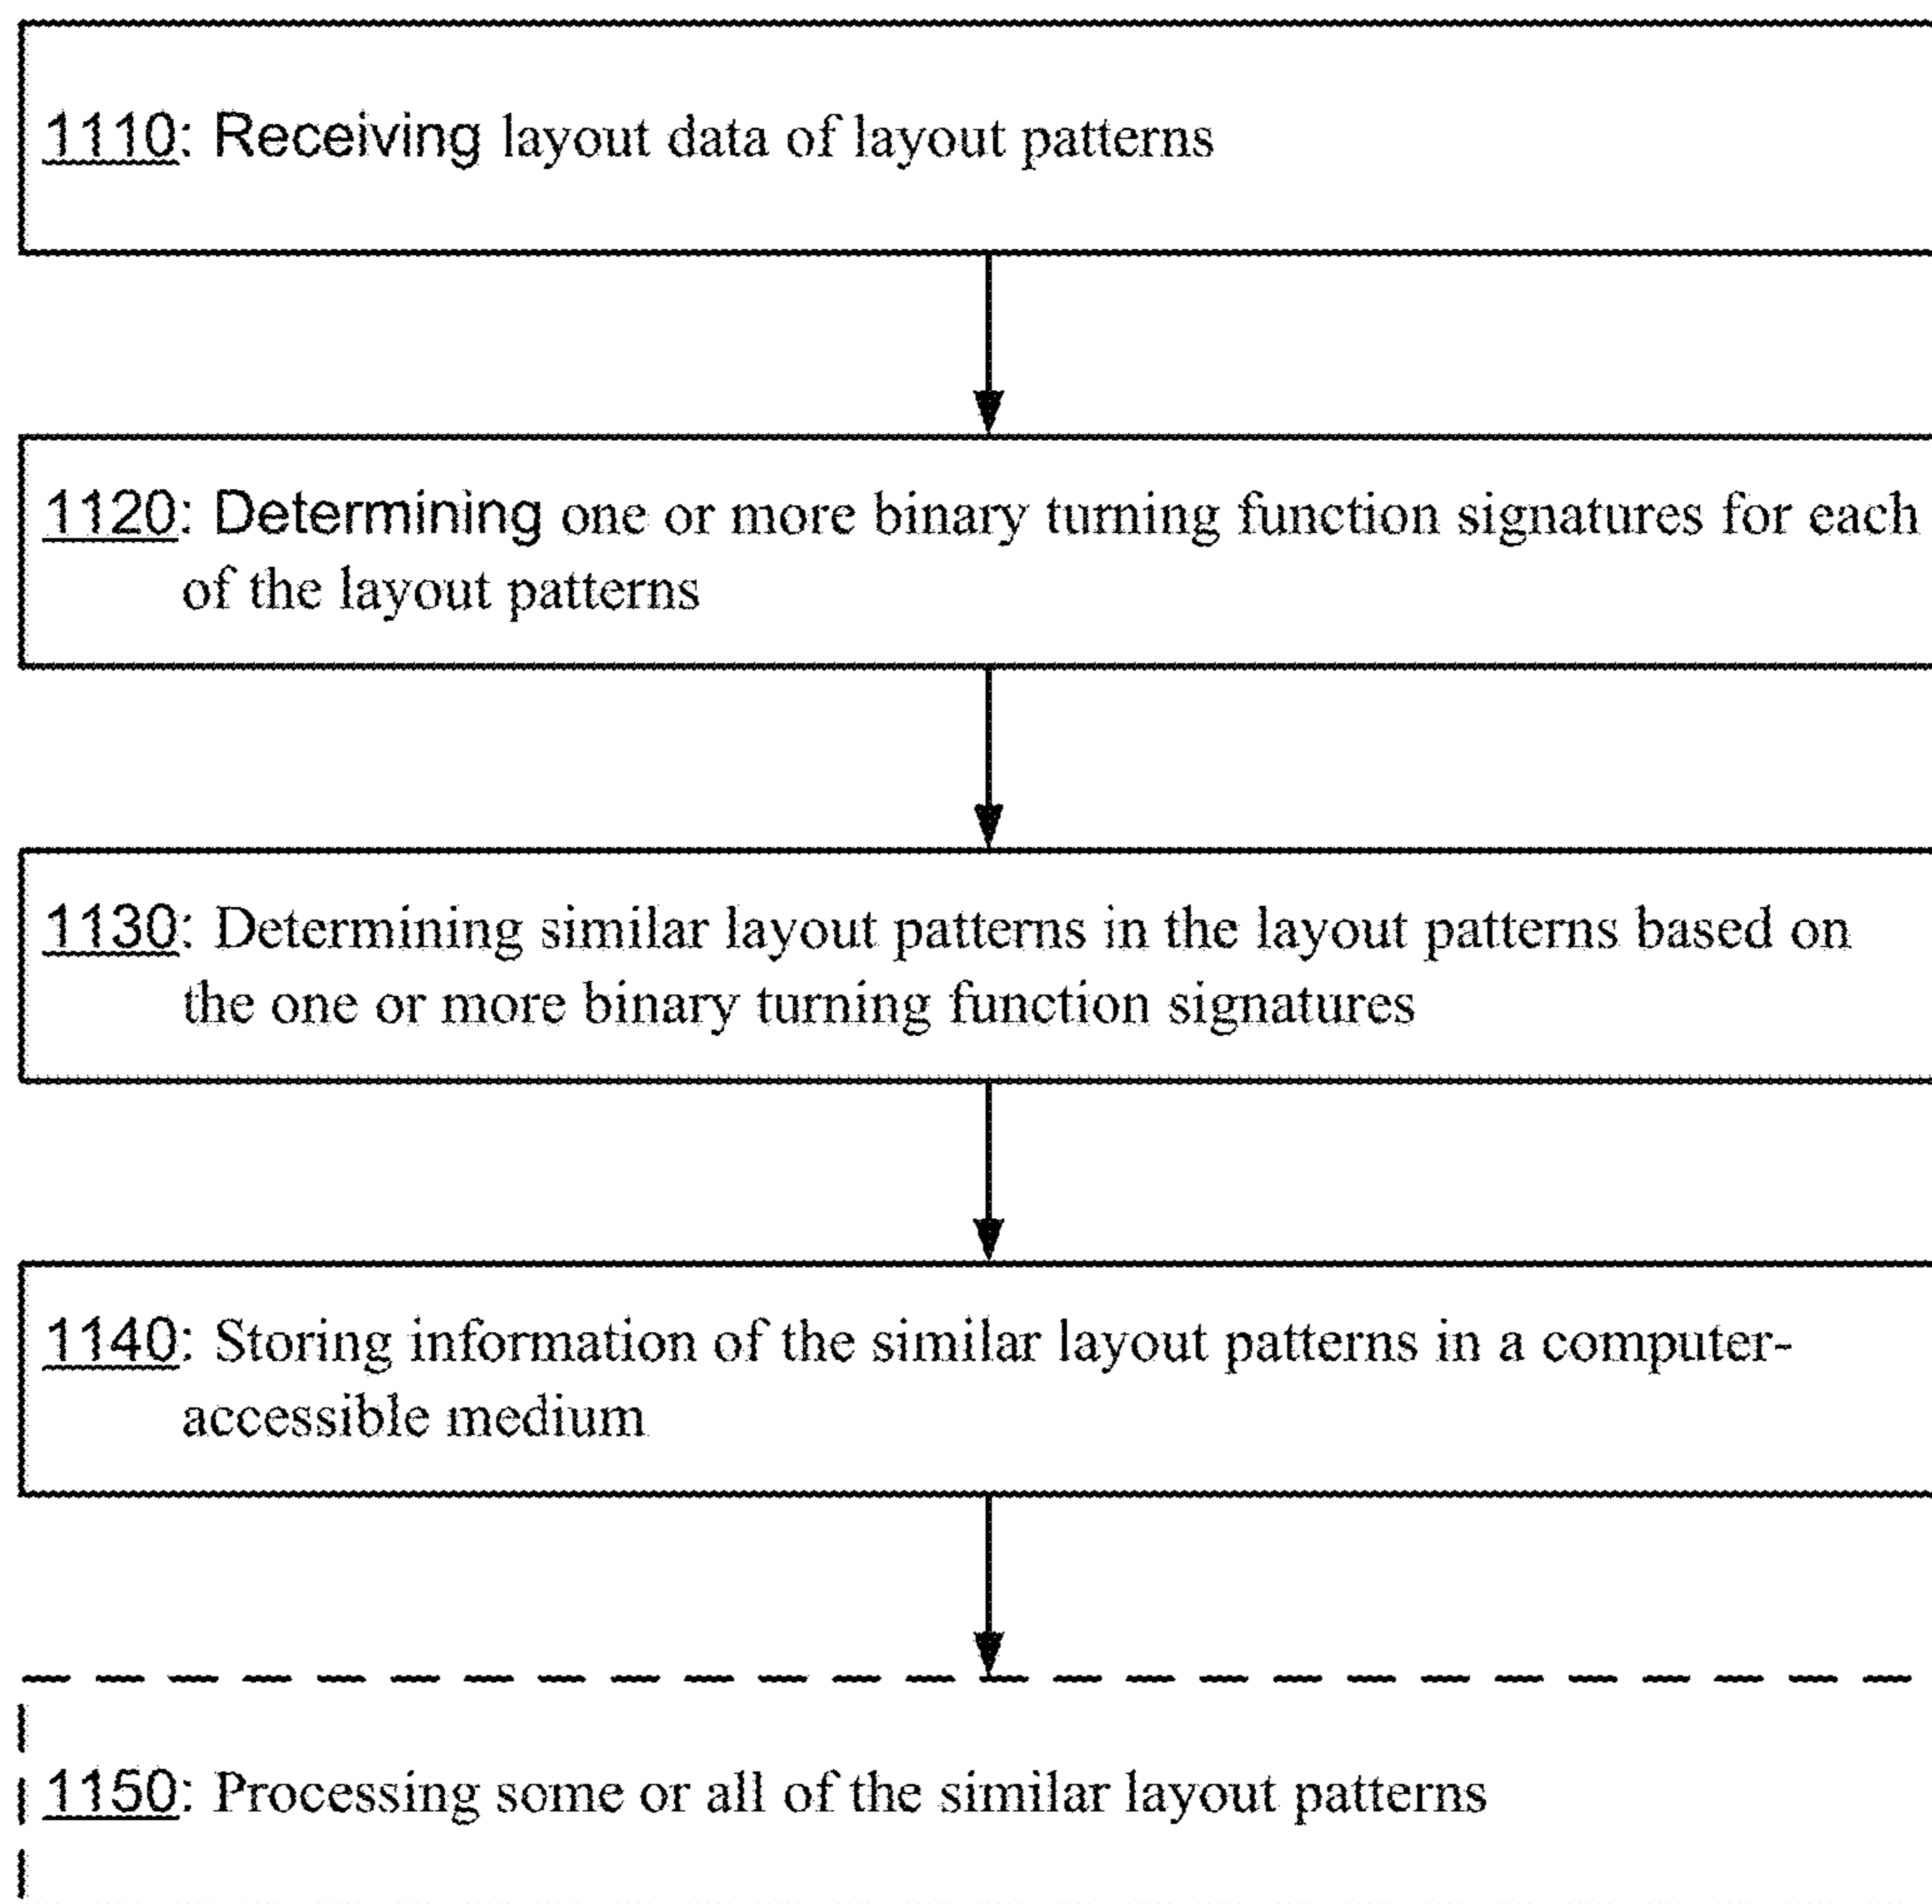 1110: Receiving layout data of layout patterns
1120: Determining one or more binary turning function signatures for each
of the layout patterns
1130: Determining similar layout patterns in the layout patterns based on
the one or more binary turning function signatures
1140: Storing information of the similar layout patterns in a computer-
accessible medium
1150: Processing some or all of the similar layout patterns